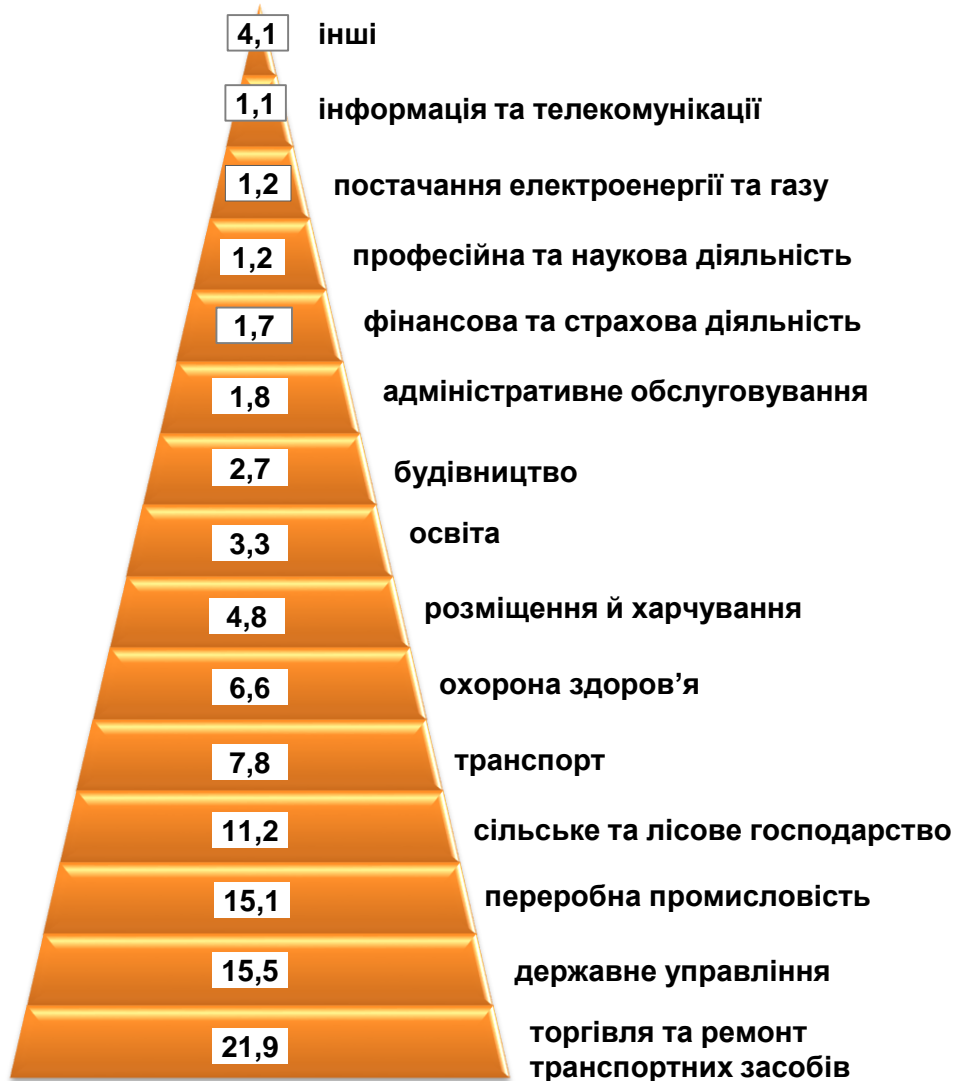 4,1 інші
1,1 інформація та телекомунікації
1,2 постачання електроенергії та газу
1,2 професійна та наукова діяльність
1,7 фінансова та страхова діяльність
1,8 адміністративне обслуговування
2,7 будівництво
3,3 освіта
4,8 розміщення й харчування
6,6 охорона здоров’я
7,8 транспорт
11,2 сільське та лісове господарство
15,1 переробна промисловість
15,5 державне управління
21,9 торгівля та ремонт
транспортних засобів